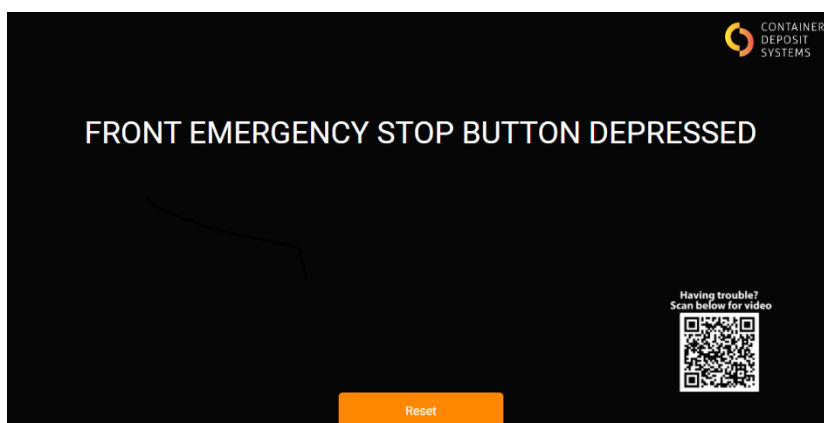 CONTAINER
DEPOSIT
SYSTEMS
FRONT EMERGENCY STOP BUTTON DEPRESSED
Having trouble?
Scan below for video
Reset